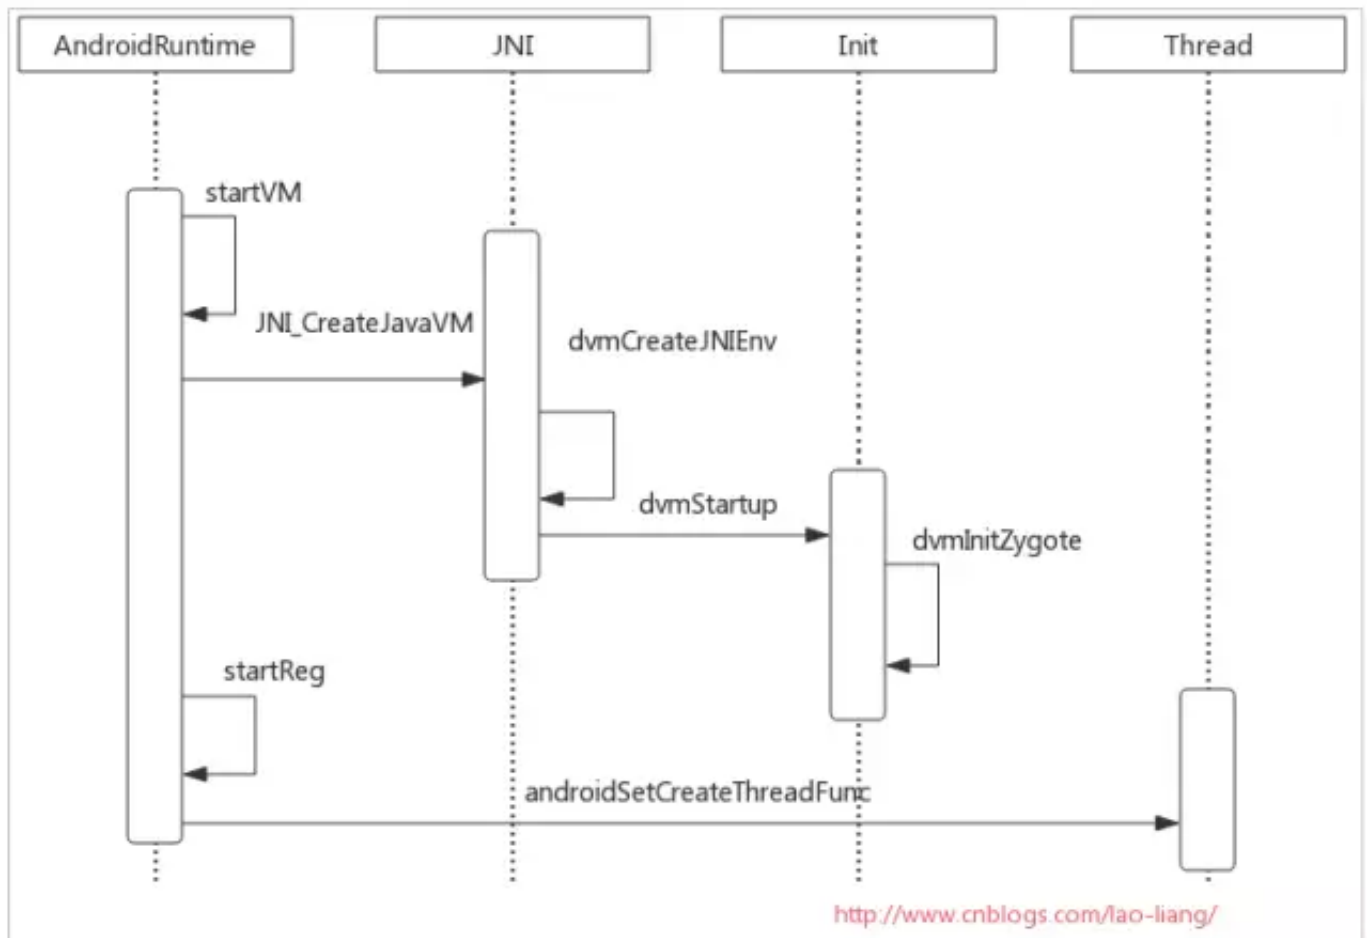 AndroidRuntime
JNI
Init
Thread
startVM
JNI_CreateJavaVM
dvmCreateJNIEnv
dvmStartup
dvmInitZygote
startReg
androidSetCreateThreadFunc
http://www.cnblogs.com/lao-liang/